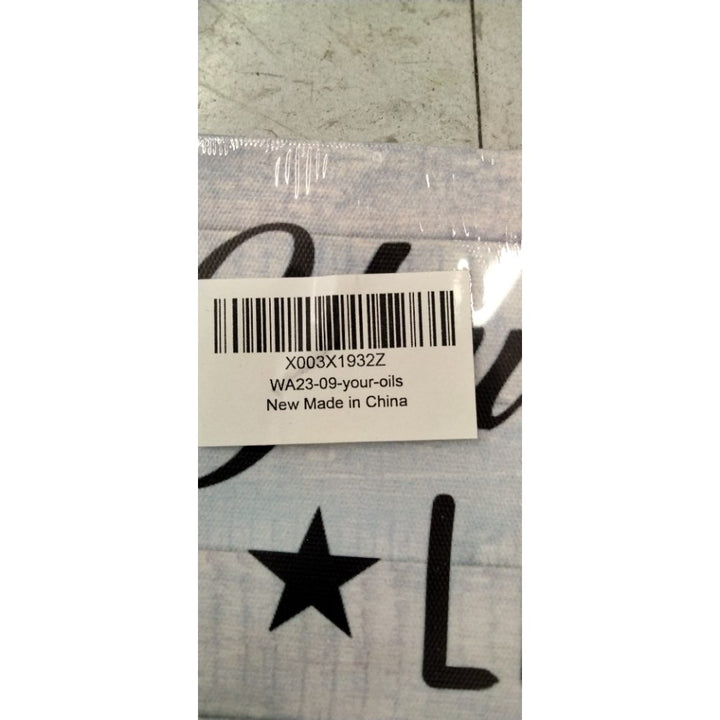 X003X1932Z
WA23-09-your-oils
New Made in China
L